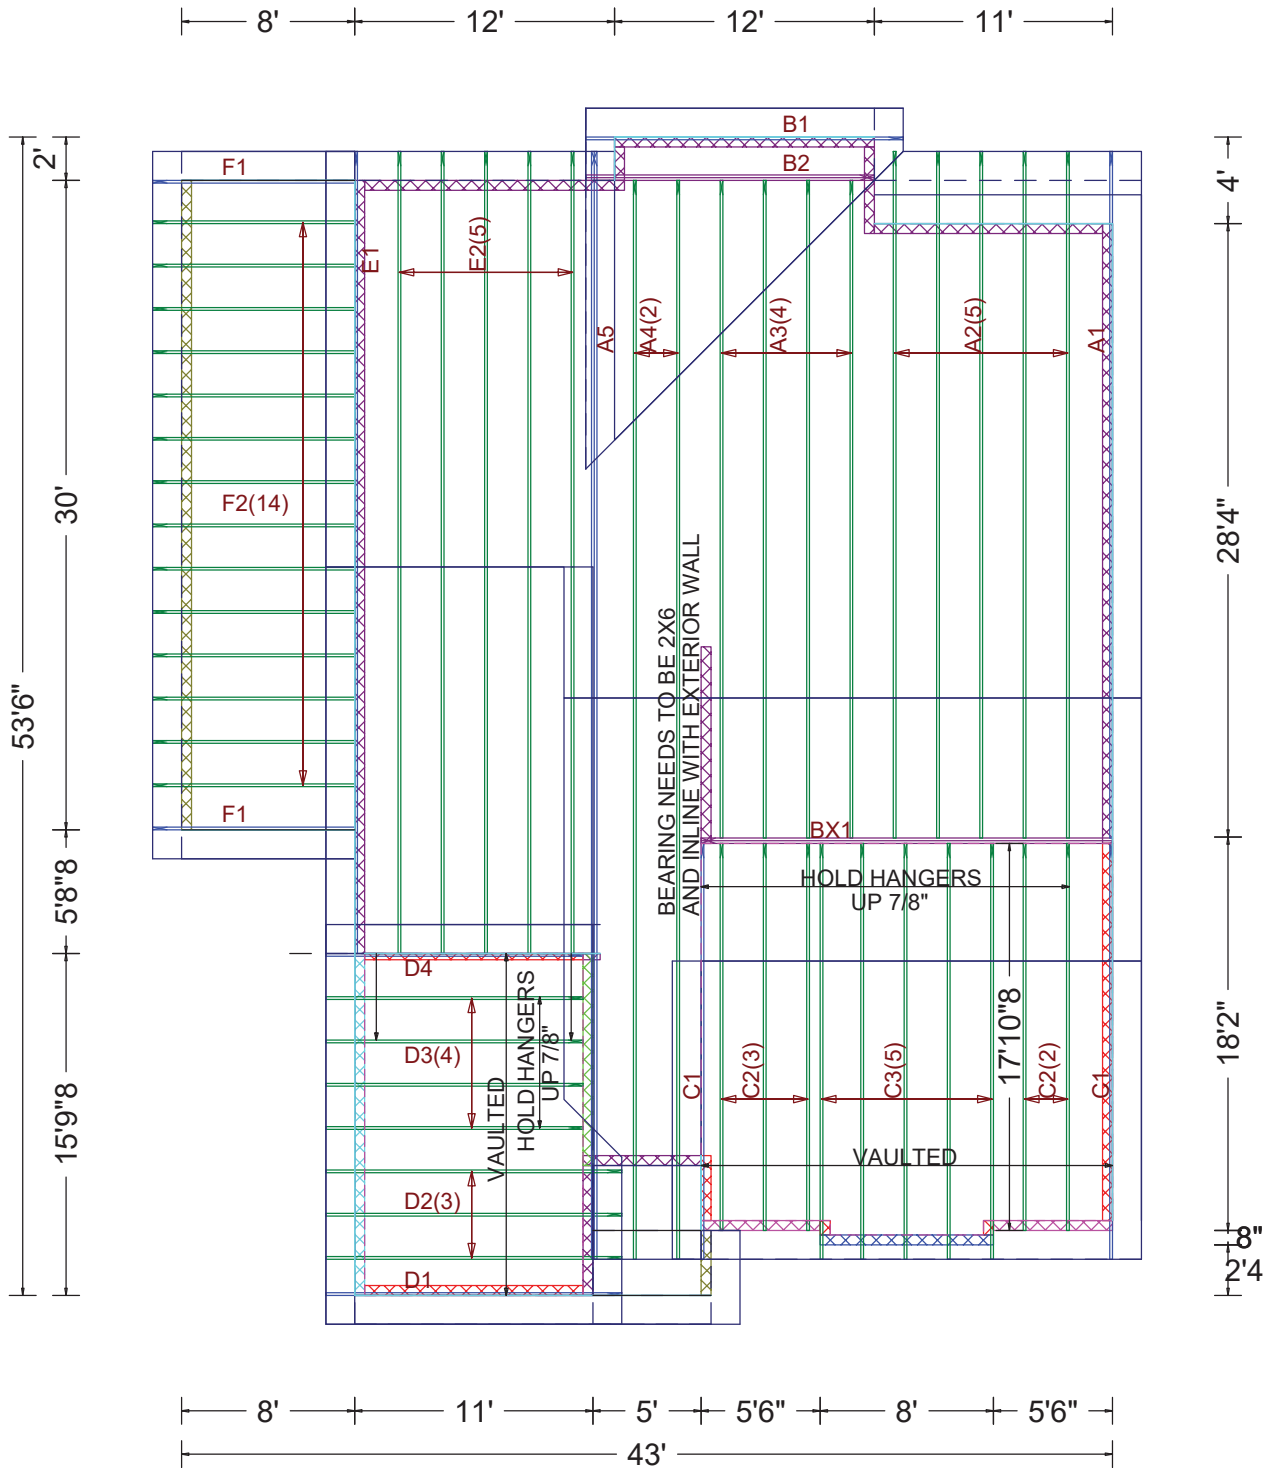 8' 12' 12' 11'
B1
B2
F1
2'
4'
E1
E2(5)
A5
A4(2)
A3(4)
A2(5)
A1
F2(14)
30'
28'4"
53'6"
BEARING NEEDS TO BE 2X6
AND INLINE WITH EXTERIOR WALL
F1
BX1
HOLD HANGERS
UP 7/8"
5'8"8
D4
D3(4)
HOLD HANGERS
UP 7/8"
VAULTED
C1
C2(3)
C3(5)
17'10"8
C2(2)
C1
18'2"
15'9"8
VAULTED
D2(3)
D1
8"
2'4
8' 11' 5' 5'6" 8' 5'6"
43'